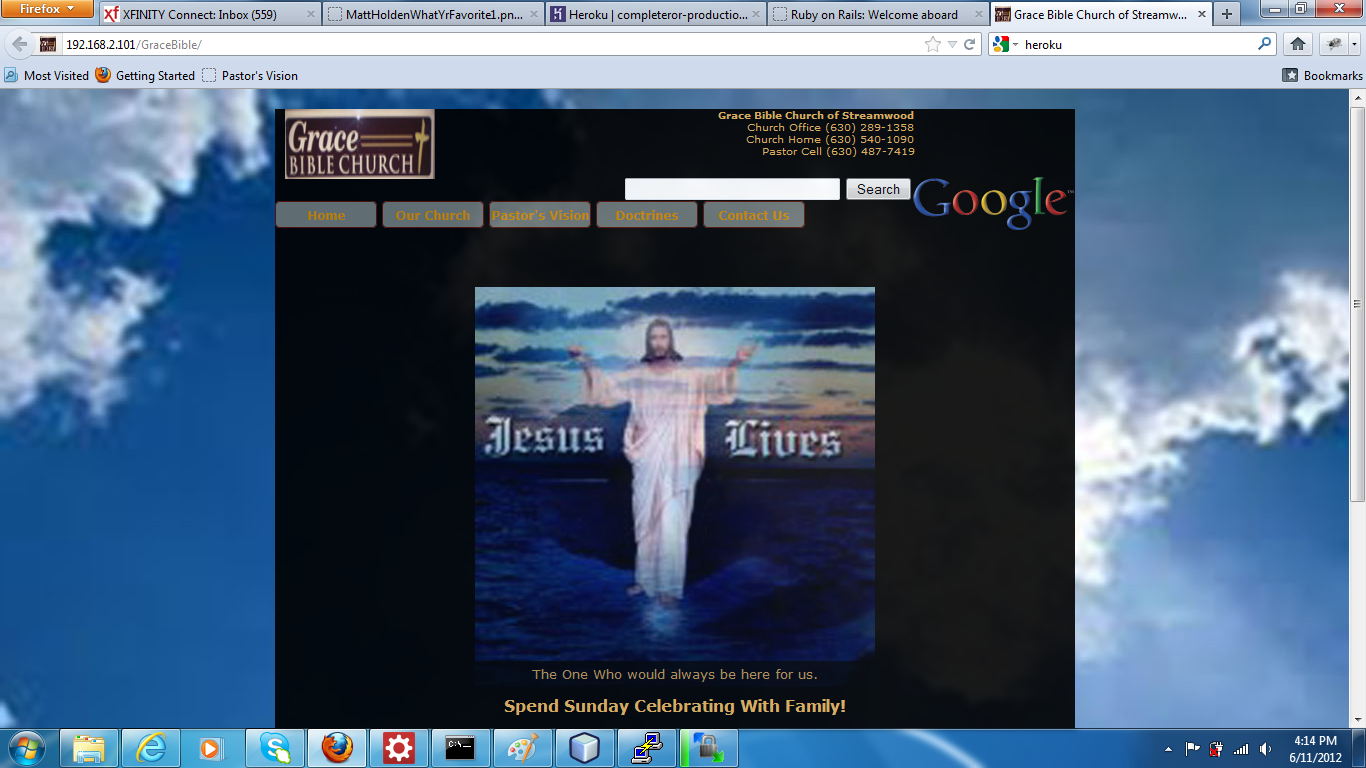 Firefox
XFINITY Connect: Inbox (559)
MattHoldenWhatYrFavorite1.pn...
Heroku | completeror-productio...
Ruby on Rails: Welcome aboard
Grace Bible Church of Streamw...
192.168.2.101/GraceBible/
heroku
Most Visited
Getting Started
Pastor's Vision
Bookmarks
Grace
BIBLE CHURCH
Grace Bible Church of Streamwood
Church Office (630) 289-1358
Church Home (630) 540-1090
Pastor Cell (630) 487-7419
Search
Google™
Home
Our Church
Pastor's Vision
Doctrines
Contact Us
Jesus Lives
The One Who would always be here for us.
Spend Sunday Celebrating With Family!
4:14 PM
6/11/2012